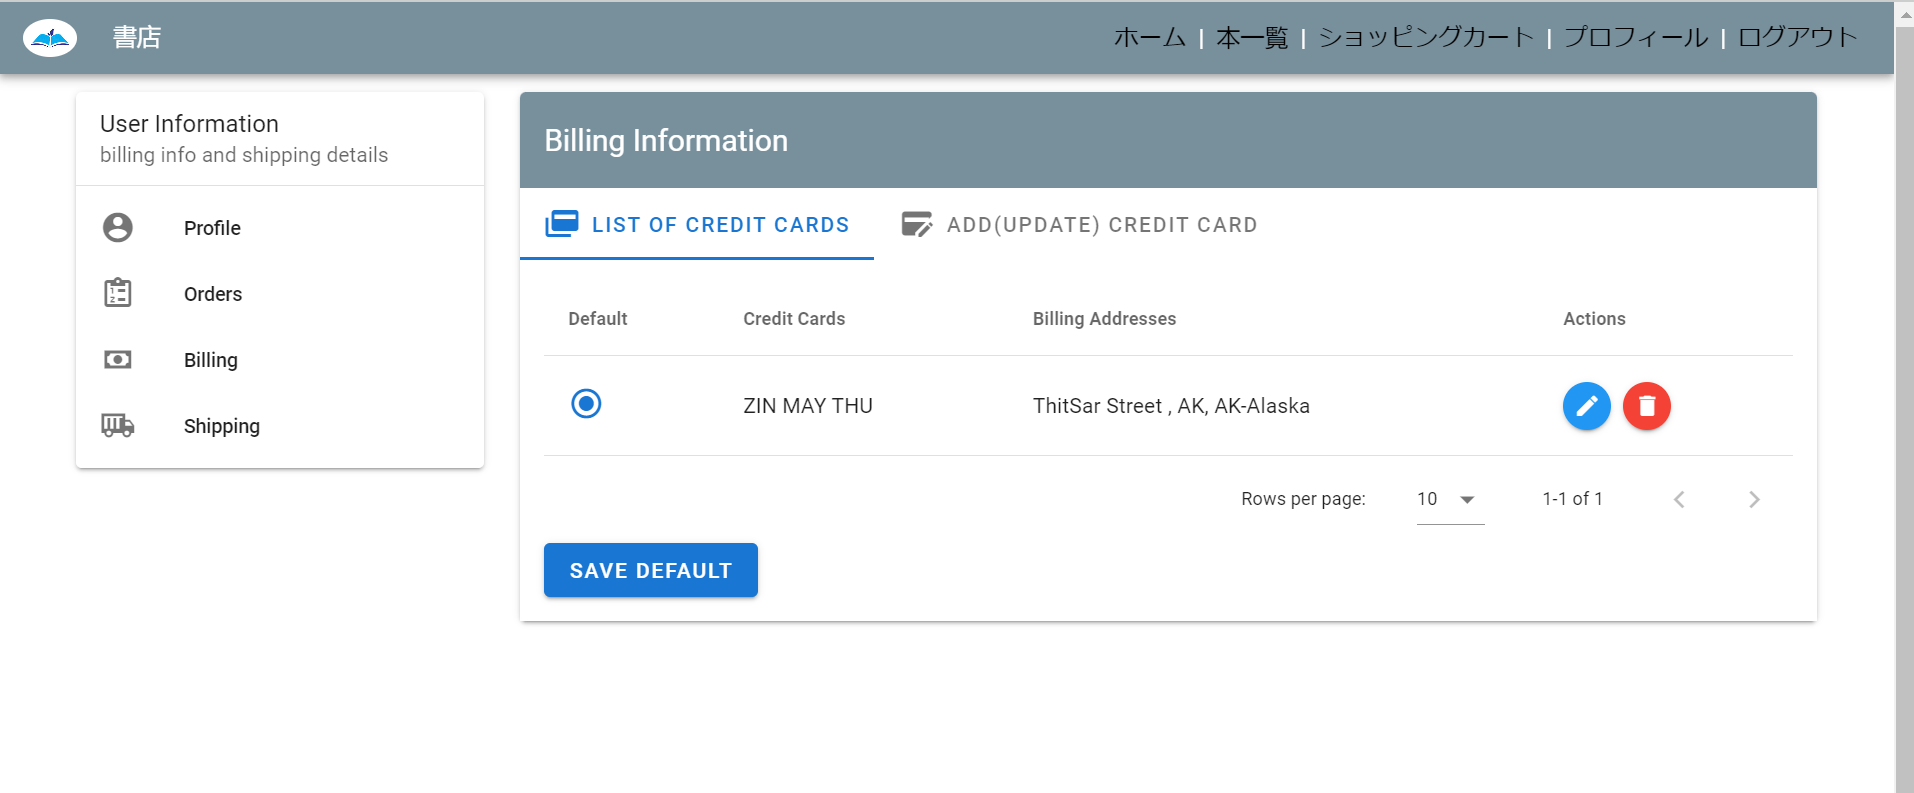 書店
ホーム | 本一覧 | ショッピングカート | プロフィール | ログアウト
User Information
billing info and shipping details
Profile
Orders
Billing
Shipping
Billing Information
LIST OF CREDIT CARDS
ADD(UPDATE) CREDIT CARD
Default Credit Cards Billing Addresses Actions
ZIN MAY THU ThitSar Street , AK, AK-Alaska
Rows per page: 10 1-1 of 1
SAVE DEFAULT